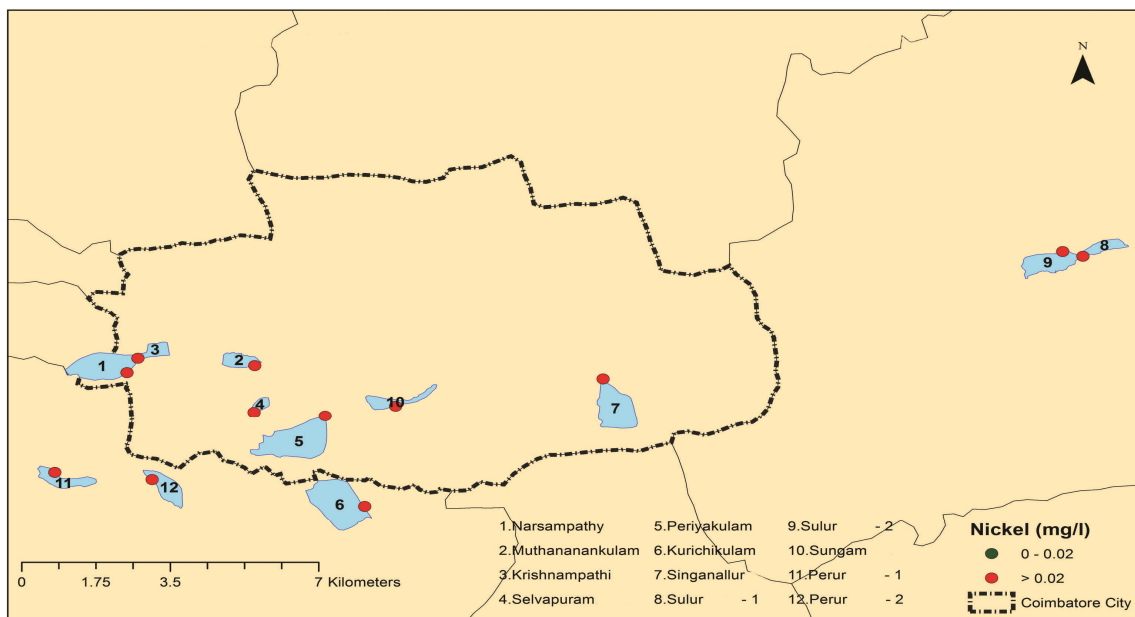 N
8
9
3
1
2
10
4
7
5
11
12
6
0 1.75 3.5 7 Kilometers
1.Narsampathy 5.Periyakulam 9.Sulur - 2
2.Muthananankulam 6.Kurichikulam 10.Sungam
3.Krishnampathi 7.Singanallur 11.Perur - 1
4.Selvapuram 8.Sulur - 1 12.Perur - 2
Nickel (mg/l)
0 - 0.02
> 0.02
Coimbatore City